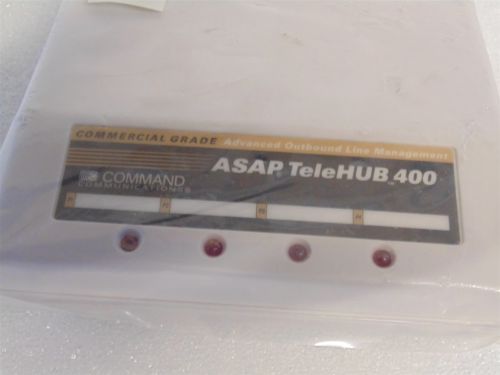 COMMERCIAL GRADE Advanced Outbound Line Management
ASAP TeleHUB 400
COMMAND
COMMUNICATIONS®